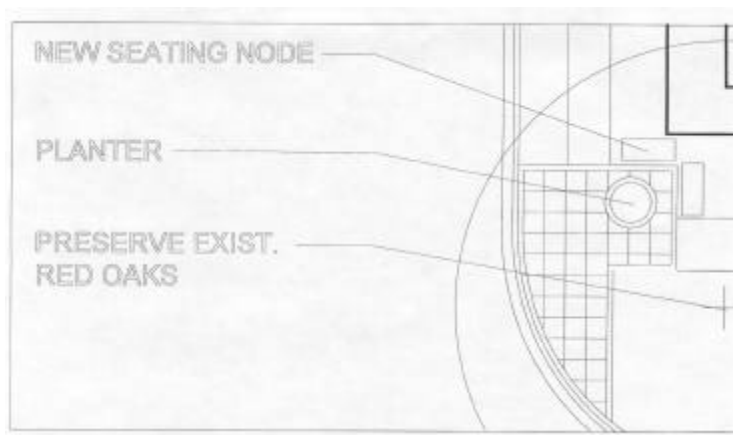 NEW SEATING NODE
PLANTER
PRESERVE EXIST.
RED OAKS